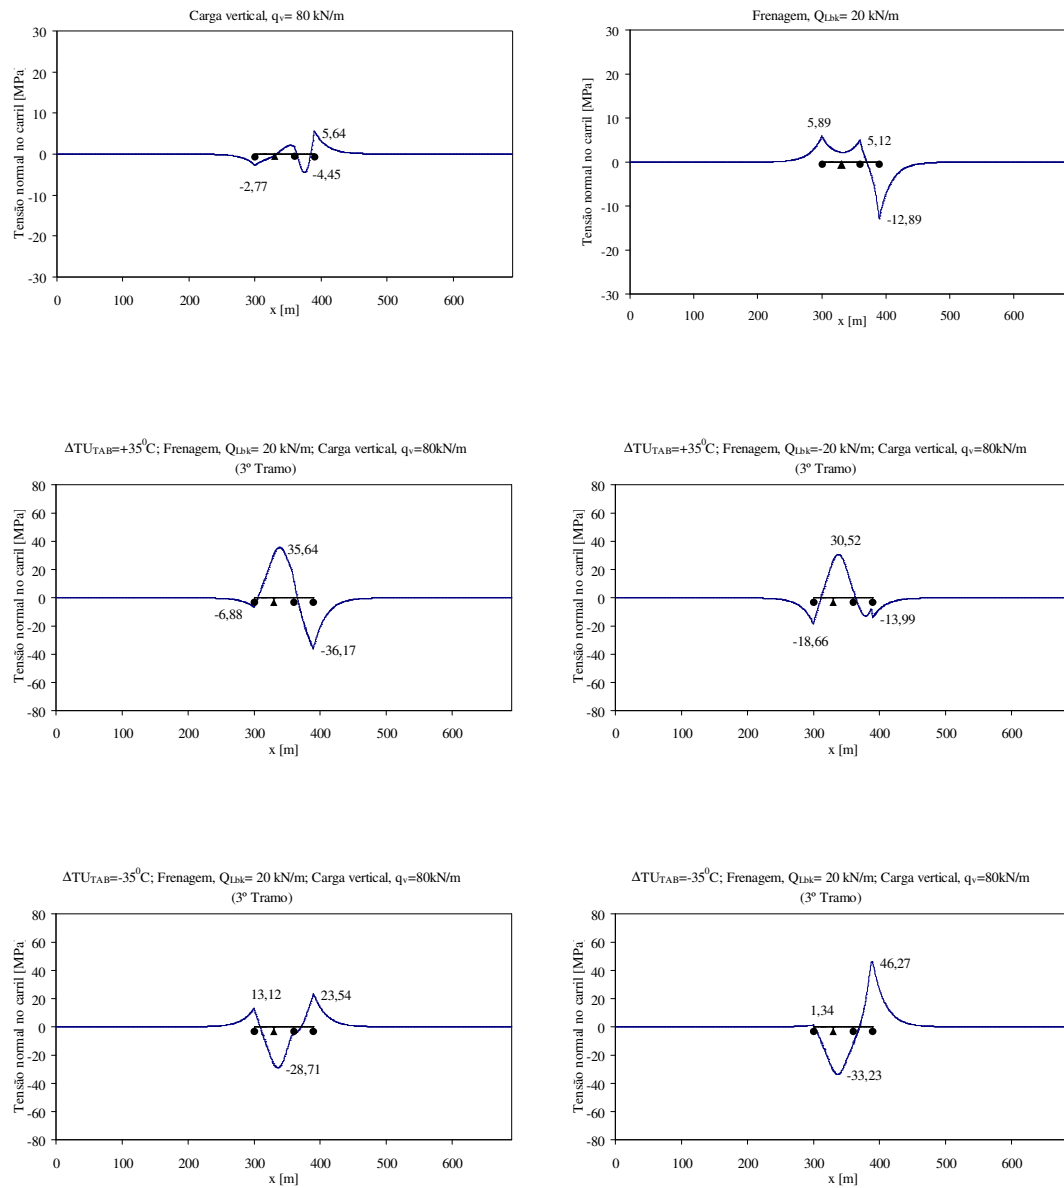 Carga vertical, qv= 80 kN/m
Tensão normal no carril [MPa]
30
20
10
0
-10
-20
-30
5,64
-2,77
-4,45
0 100 200 300 400 500 600
x [m]
Frenagem, QLbk= 20 kN/m
Tensão normal no carril [MPa]
30
20
10
0
-10
-20
-30
5,89
5,12
-12,89
0 100 200 300 400 500 600
x [m]
ΔTUTAB=+35⁰C; Frenagem, QLbk= 20 kN/m; Carga vertical, qv=80kN/m
(3º Tramo)
Tensão normal no carril [MPa]
80
60
40
20
0
-20
-40
-60
-80
35,64
-6,88
-36,17
0 100 200 300 400 500 600
x [m]
ΔTUTAB=+35⁰C; Frenagem, QLbk=-20 kN/m; Carga vertical, qv=80kN/m
(3º Tramo)
Tensão normal no carril [MPa]
80
60
40
20
0
-20
-40
-60
-80
30,52
-18,66
-13,99
0 100 200 300 400 500 600
x [m]
ΔTUTAB=-35⁰C; Frenagem, QLbk= 20 kN/m; Carga vertical, qv=80kN/m
(3º Tramo)
Tensão normal no carril [MPa
80
60
40
20
0
-20
-40
-60
-80
13,12
23,54
-28,71
0 100 200 300 400 500 600
x [m]
ΔTUTAB=-35⁰C; Frenagem, QLbk= 20 kN/m; Carga vertical, qv=80kN/m
(3º Tramo)
Tensão normal no carril [MPa
80
60
40
20
0
-20
-40
-60
-80
46,27
1,34
-33,23
0 100 200 300 400 500 600
x [m]